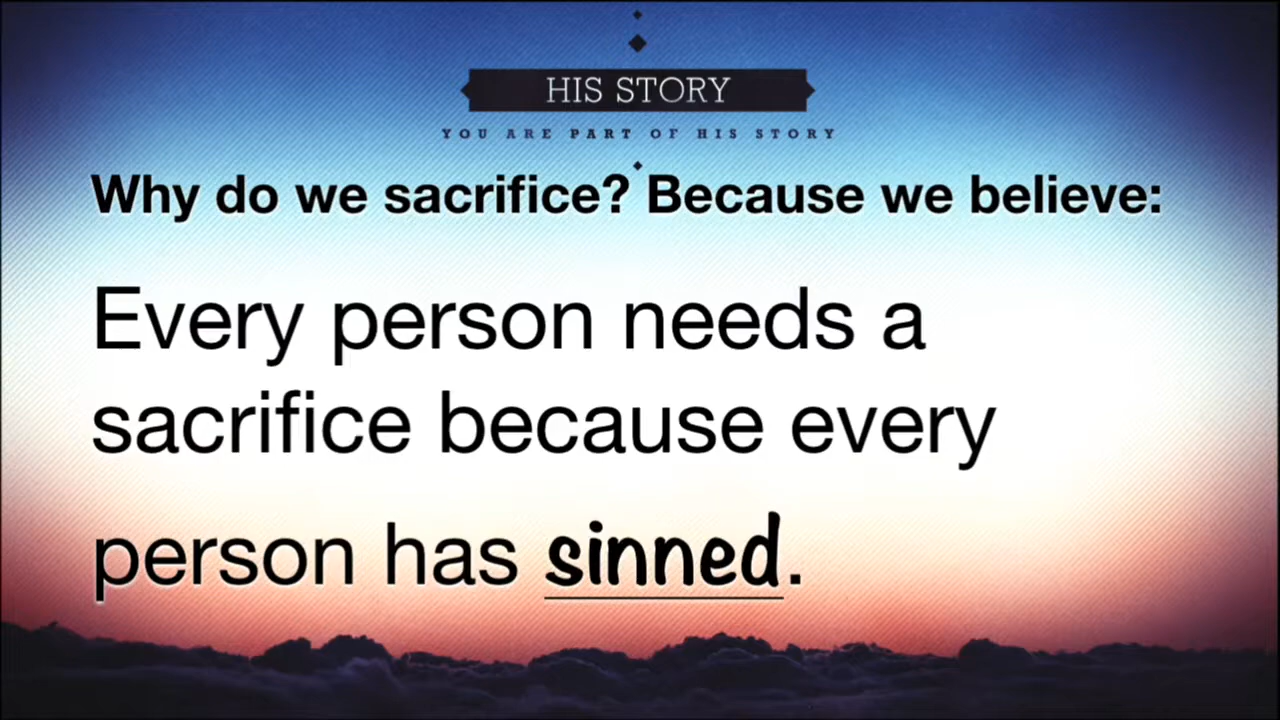 HIS STORY
YOU ARE PART OF HIS STORY
Why do we sacrifice? Because we believe:
Every person needs a
sacrifice because every
person has sinned.